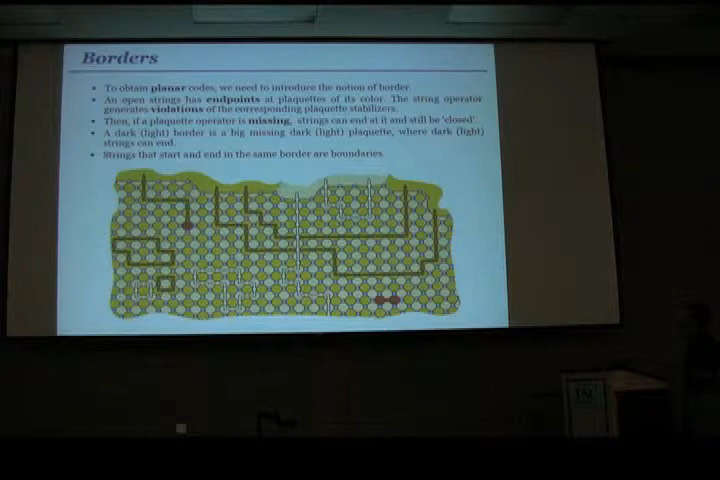 Borders
• To obtain planar codes, we need to introduce the notion of border.
• An open strings has endpoints at plaquettes of its color. The string operator
generates violations of the corresponding plaquette stabilizers.
• Then, if a plaquette operator is missing, strings can end at it and still be 'closed'.
• A dark (light) border is a big missing dark (light) plaquette, where dark (light)
strings can end.
• Strings that start and end in the same border are boundaries.